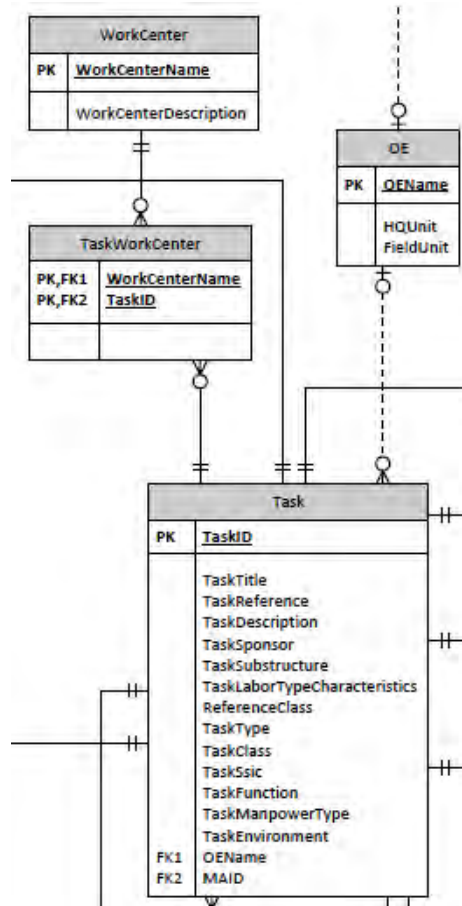 WorkCenter
PK WorkCenterName
WorkCenterDescription
OE
PK OEName
HQUnit
FieldUnit
TaskWorkCenter
PK,FK1 WorkCenterName
PK,FK2 TaskID
Task
PK TaskID
TaskTitle
TaskReference
TaskDescription
TaskSponsor
TaskSubstructure
TaskLaborTypeCharacteristics
ReferenceClass
TaskType
TaskClass
TaskSsic
TaskFunction
TaskManpowerType
TaskEnvironment
FK1 OEName
FK2 MAID